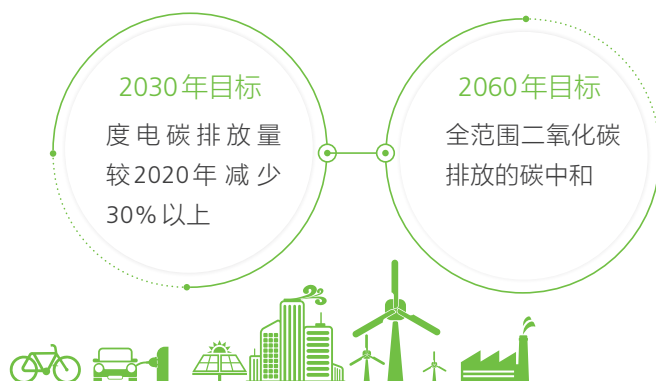 2030年目标
度电碳排放量
较2020年减少
30%以上
2060年目标
全范围二氧化碳
排放的碳中和